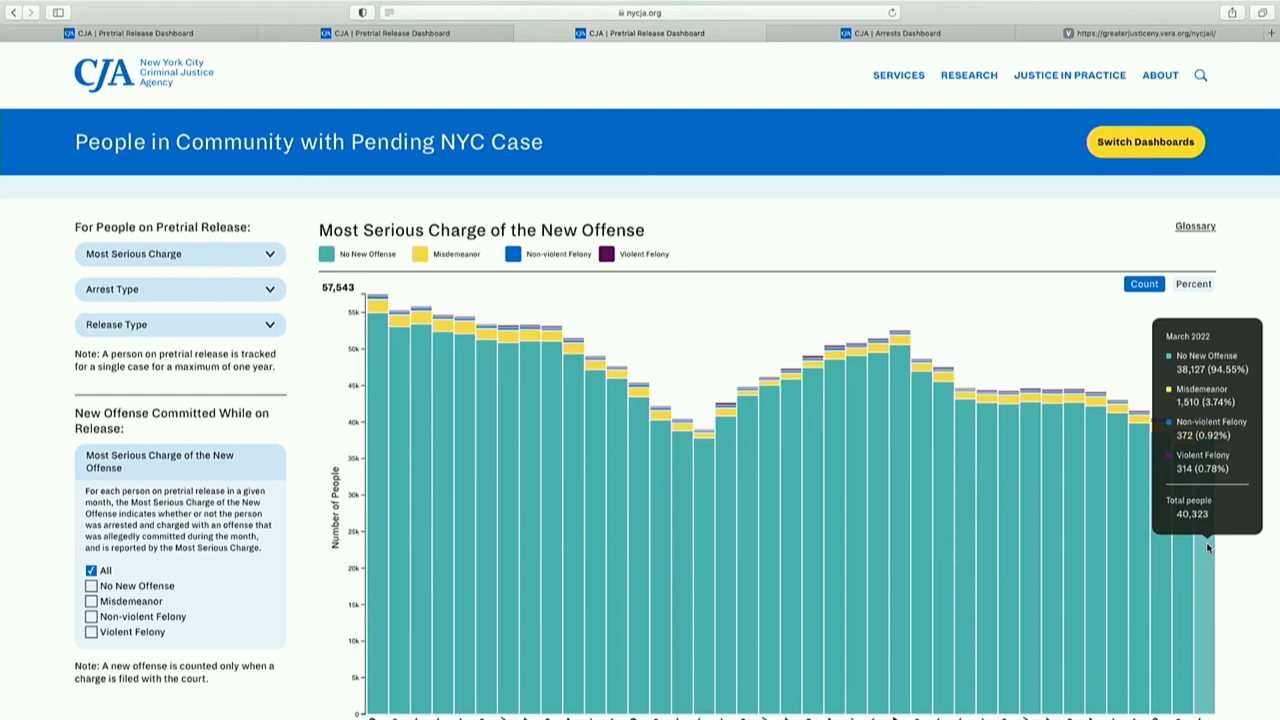 nycja.org
CJA | Pretrial Release Dashboard
CJA | Pretrial Release Dashboard
CJA | Pretrial Release Dashboard
CJA | Arrests Dashboard
V
https://greaterjusticeny.vera.org/nycjail/
CJA
New York City
Criminal Justice
Agency
SERVICES
RESEARCH
JUSTICE IN PRACTICE
ABOUT
People in Community with Pending NYC Case
Switch Dashboards
For People on Pretrial Release:
Most Serious Charge
Arrest Type
Release Type
Note: A person on pretrial release is tracked
for a single case for a maximum of one year.
New Offense Committed While on
Release:
Most Serious Charge of the New
Offense
For each person on pretrial release in a given
month, the Most Serious Charge of the New
Offense indicates whether or not the person
was arrested and charged with an offense that
was allegedly committed during the month,
and is reported by the Most Serious Charge.
All
No New Offense
Misdemeanor
Non-violent Felony
Violent Felony
Note: A new offense is counted only when a
charge is filed with the court.
Most Serious Charge of the New Offense
Glossary
No New Offense
Misdemeanor
Non-violent Felony
Violent Felony
Count
Percent
57,543
55k
50k
45k
40k
35k
30k
25k
20k
15k
10k
5k
0
Number of People
March 2022
No New Offense
38,127 (94.55%)
Misdemeanor
1,510 (3.74%)
Non-violent Felony
372 (0.92%)
Violent Felony
314 (0.78%)
Total people
40,323